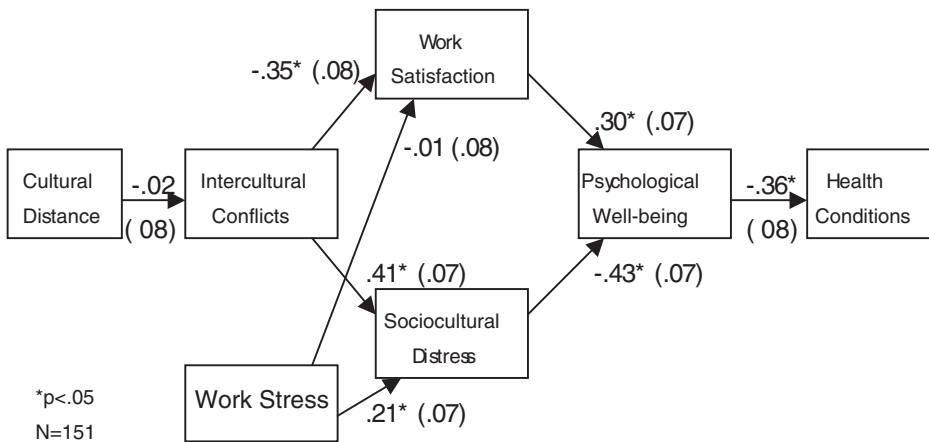 Work
Satisfaction
-.35* (.08)
.30* (.07)
-.01 (.08)
Cultural
Distance
-.02
( 08)
Intercultural
Conflicts
Psychological
Well-being
-.36*
( 08)
Health
Conditions
.41* (.07)
-.43* (.07)
Sociocultural
Distress
Work Stress
.21* (.07)
*p<.05
N=151